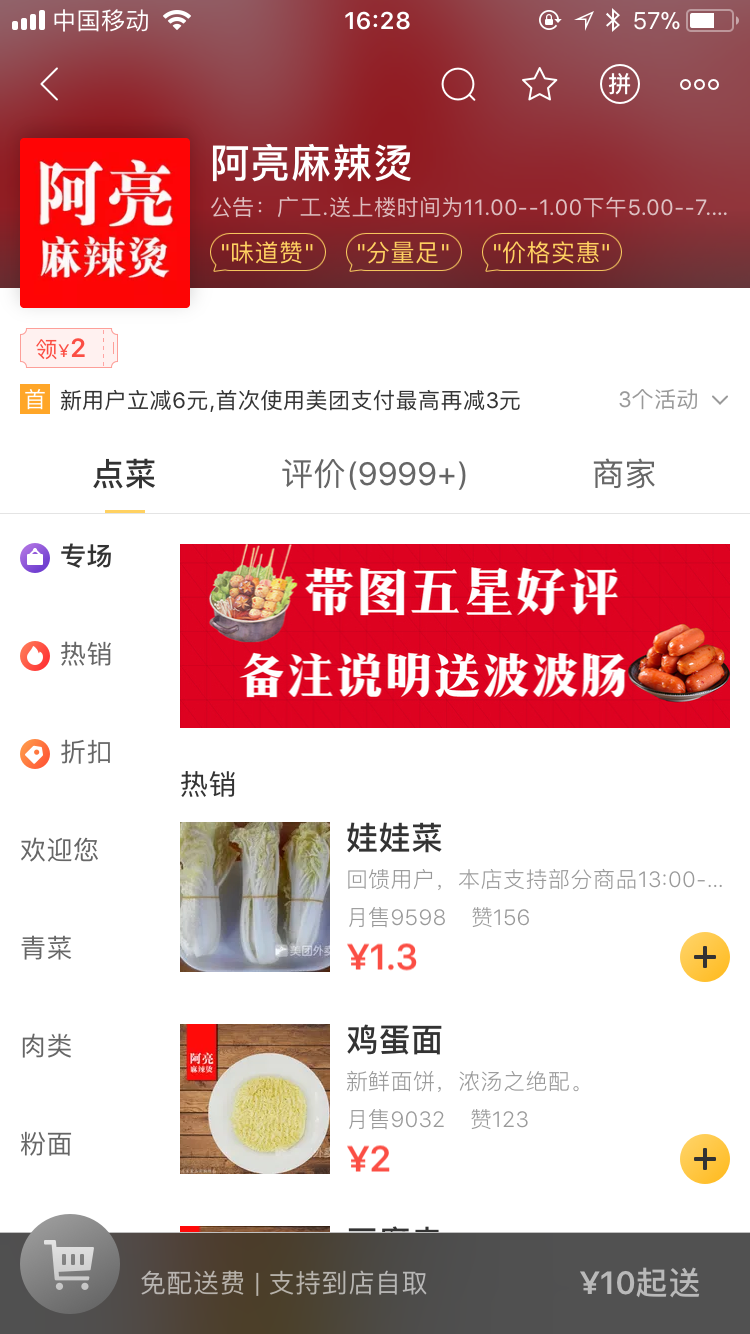 中国移动
16:28
57%
拼
阿亮
麻辣烫
阿亮麻辣烫
公告：广工.送上楼时间为11.00--1.00下午5.00--7....
"味道赞"
"分量足"
"价格实惠"
领¥2
首 新用户立减6元,首次使用美团支付最高再减3元
3个活动
点菜
评价(9999+)
商家
专场
热销
折扣
欢迎您
青菜
肉类
粉面
带图五星好评
备注说明送波波肠
热销
娃娃菜
回馈用户，本店支持部分商品13:00-...
月售9598 赞156
¥1.3
美团外卖
阿亮
麻辣烫
鸡蛋面
新鲜面饼，浓汤之绝配。
月售9032 赞123
¥2
免配送费 | 支持到店自取
¥10起送